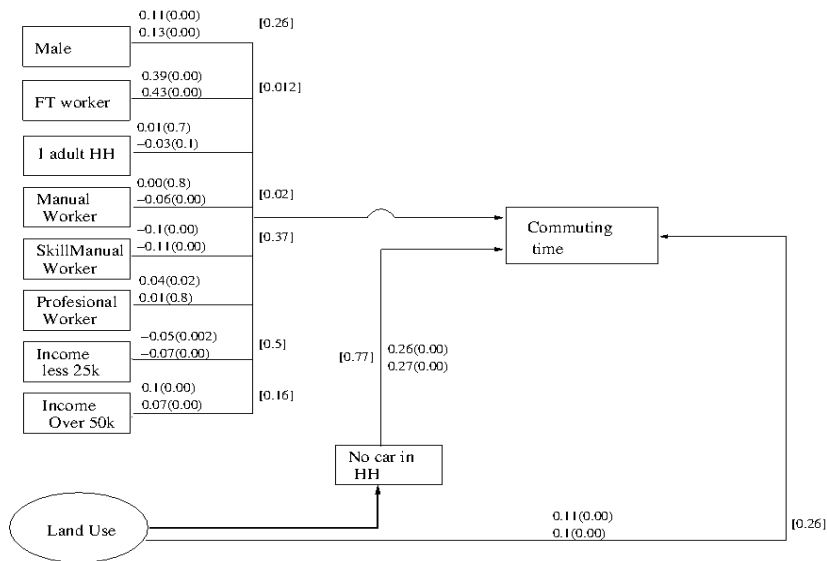 0.11(0.00)
0.13(0.00)
[0.26]
Male
0.39(0.00)
0.43(0.00)
[0.012]
FT worker
0.01(0.7)
−0.03(0.1)
1 adult HH
0.00(0.8)
−0.06(0.00)
[0.02]
Manual
Worker
−0.1(0.00)
−0.11(0.00)
[0.37]
SkillManual
Worker
0.04(0.02)
0.01(0.8)
Profesional
Worker
−0.05(0.002)
−0.07(0.00)
[0.5]
Income
less 25k
0.1(0.00)
0.07(0.00)
[0.16]
Income
Over 50k
Commuting
time
[0.77]
0.26(0.00)
0.27(0.00)
No car in
HH
Land Use
0.11(0.00)
0.1(0.00)
[0.26]